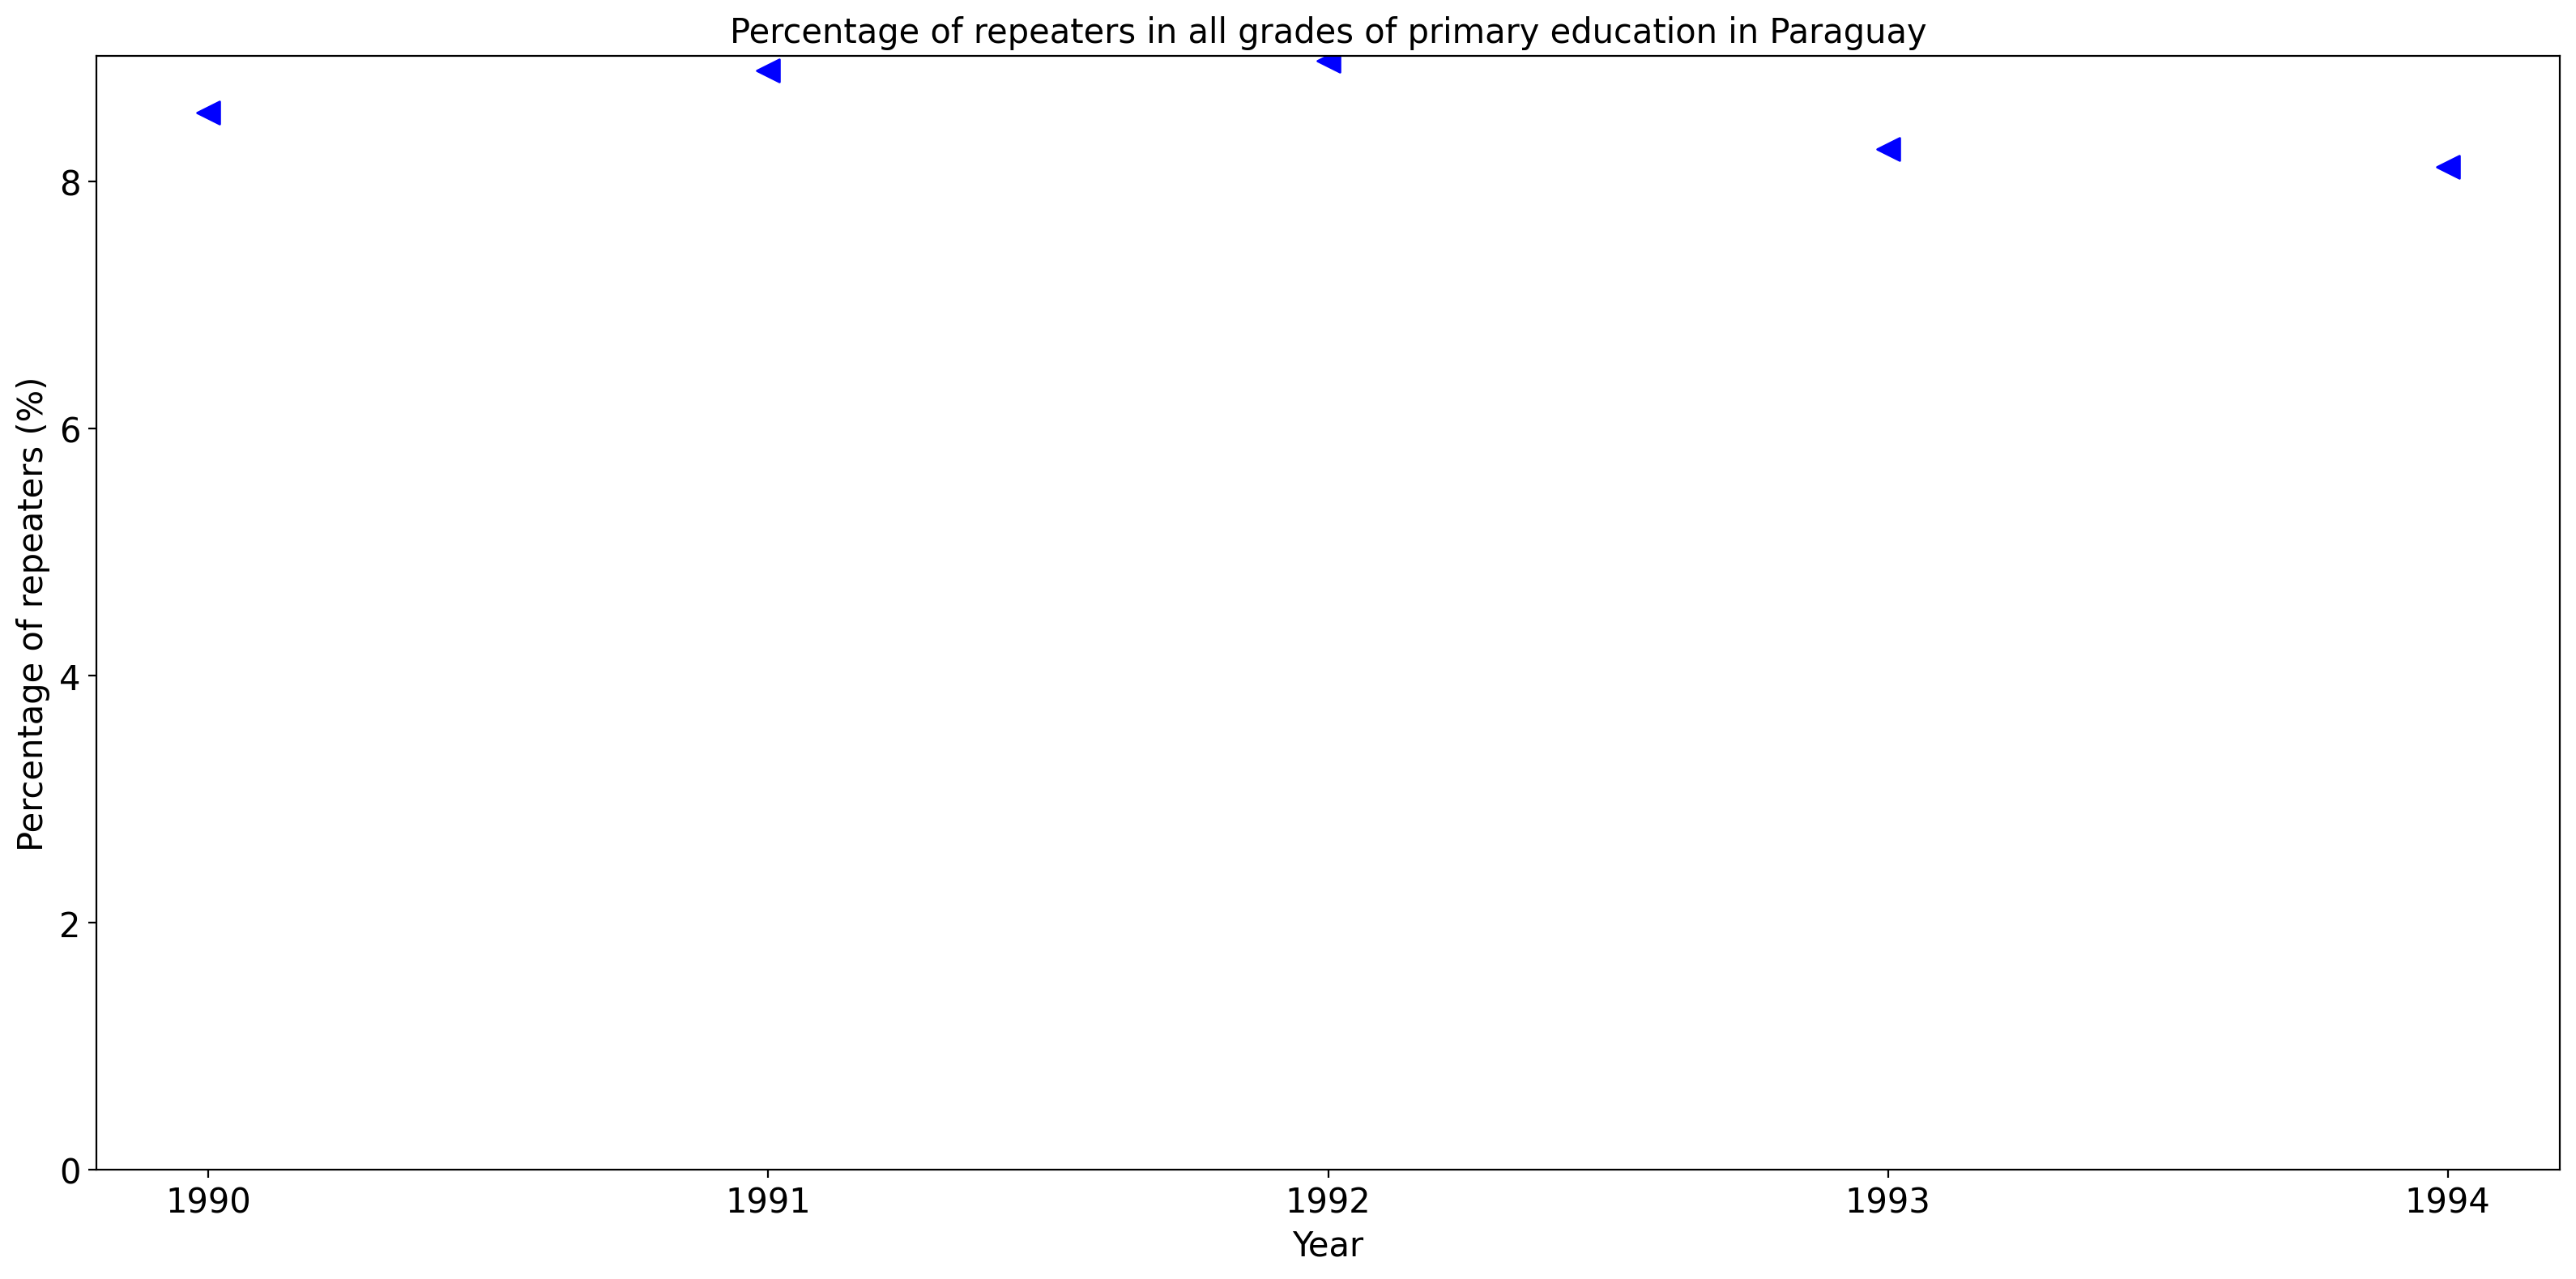 Percentage of repeaters in all grades of primary education in Paraguay
Percentage of repeaters (%)
8
6
4
2
0
1990 1991 1992 1993 1994
Year